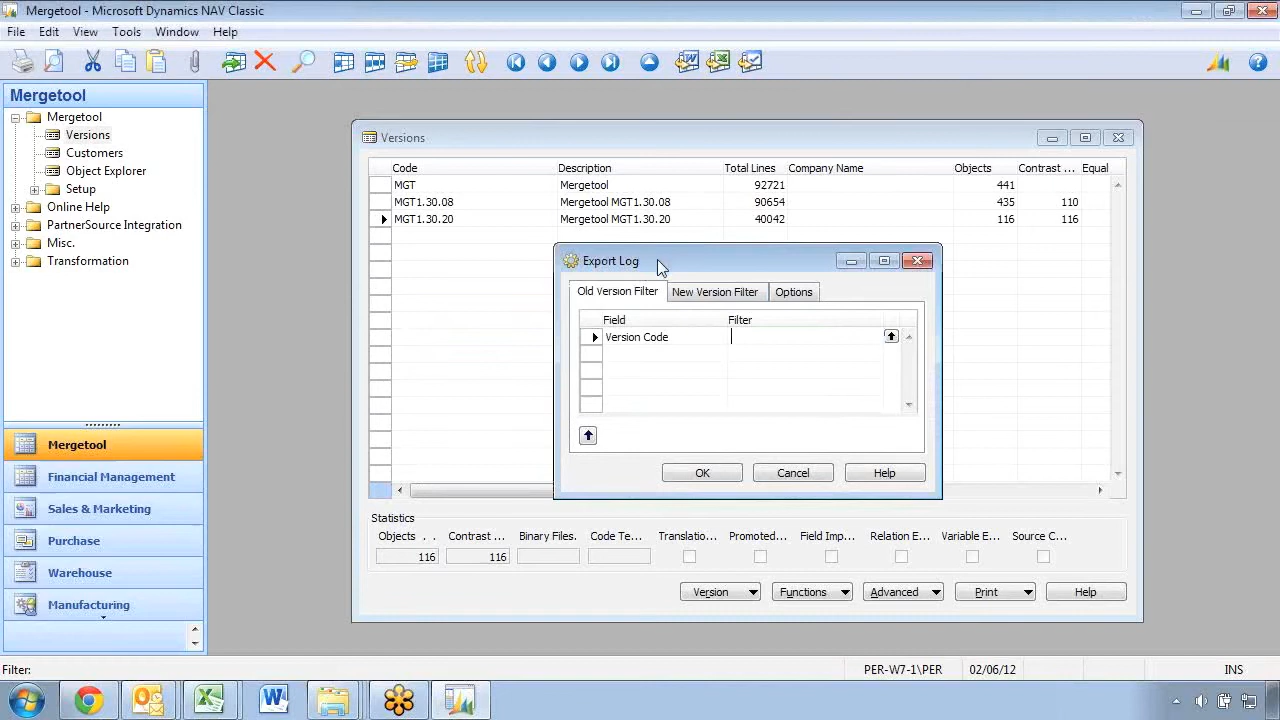 Mergetool - Microsoft Dynamics NAV Classic
File Edit View Tools Window Help
Mergetool
Mergetool
Versions
Customers
Object Explorer
Setup
Online Help
PartnerSource Integration
Misc.
Transformation
Mergetool
Financial Management
Sales & Marketing
Purchase
Warehouse
Manufacturing
Versions
Code Description Total Lines Company Name Objects Contrast ... Equal
MGT Mergetool 92721 441
MGT1.30.08 Mergetool MGT1.30.08 90654 435 110
MGT1.30.20 Mergetool MGT1.30.20 40042 116 116
Export Log
Old Version Filter New Version Filter Options
Field Filter
Version Code
OK Cancel Help
Statistics
Objects . . Contrast ... Binary Files. Code Te... Translatio... Promoted... Field Imp... Relation E... Variable E... Source C...
116 116
Version Functions Advanced Print Help
Filter: PER-W7-1\PER 02/06/12 INS